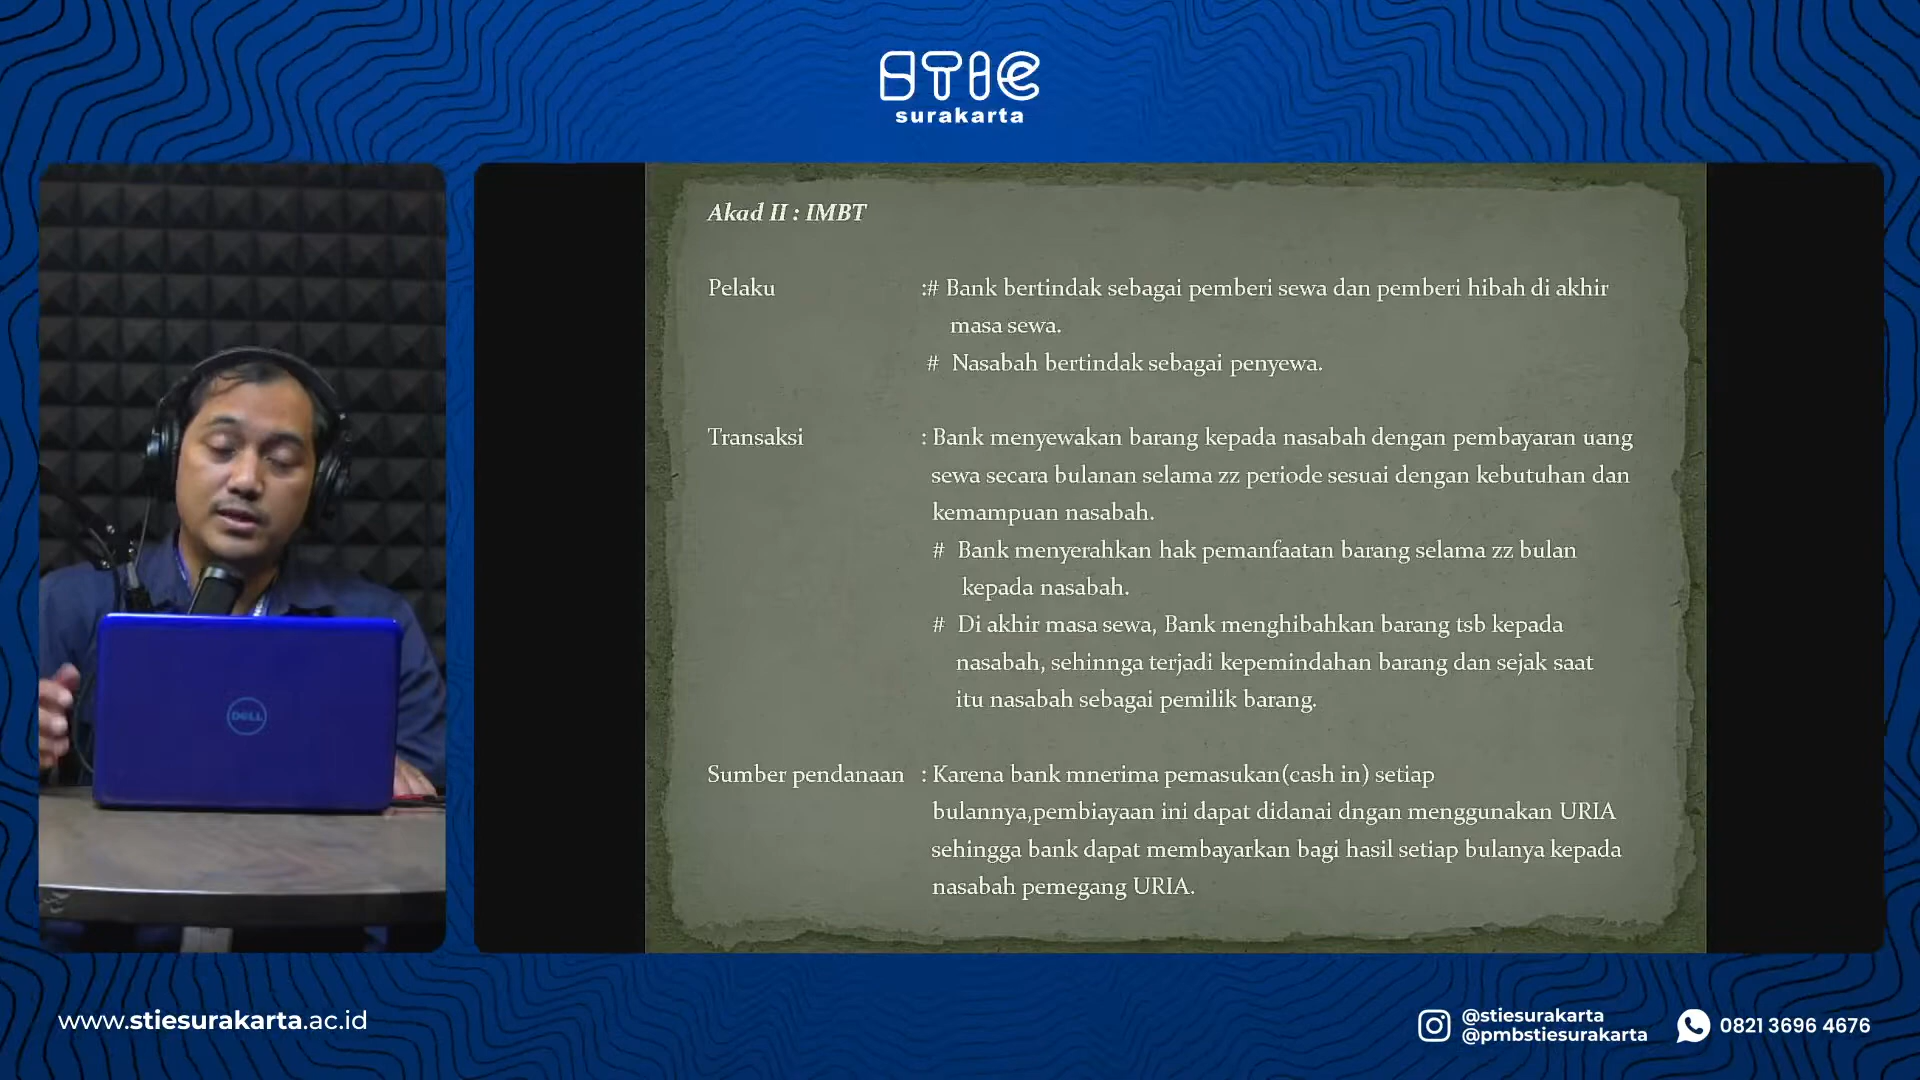 STIE
surakarta
Akad II : IMBT
Pelaku :# Bank bertindak sebagai pemberi sewa dan pemberi hibah di akhir
masa sewa.
# Nasabah bertindak sebagai penyewa.
Transaksi : Bank menyewakan barang kepada nasabah dengan pembayaran uang
sewa secara bulanan selama zz periode sesuai dengan kebutuhan dan
kemampuan nasabah.
# Bank menyerahkan hak pemanfaatan barang selama zz bulan
kepada nasabah.
# Di akhir masa sewa, Bank menghibahkan barang tsb kepada
nasabah, sehinnga terjadi kepemindahan barang dan sejak saat
itu nasabah sebagai pemilik barang.
Sumber pendanaan : Karena bank mnerima pemasukan(cash in) setiap
bulannya,pembiayaan ini dapat didanai dngan menggunakan URIA
sehingga bank dapat membayarkan bagi hasil setiap bulanya kepada
nasabah pemegang URIA.
DELL
www.stiesurakarta.ac.id
@stiesurakarta
@pmbstiesurakarta
0821 3696 4676